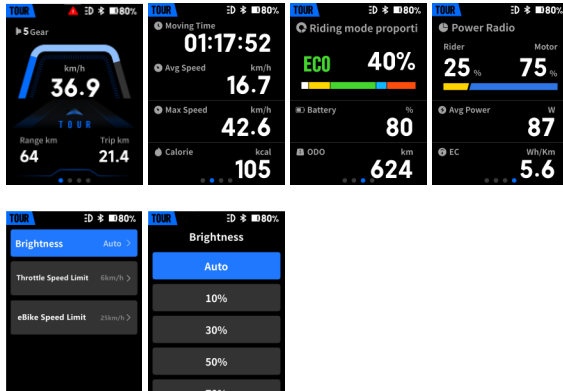 TOUR 80%
5 Gear
km/h
36.9
TOUR
Range km Trip km
64 21.4
TOUR 80%
Moving Time
01:17:52
Avg Speed km/h
16.7
Max Speed km/h
42.6
Calorie kcal
105
TOUR 80%
Riding mode proporti
ECO 40%
Battery %
80
ODO km
624
TOUR 80%
Power Radio
Rider Motor
25 % 75 %
Avg Power W
87
EC Wh/Km
5.6
TOUR 80%
Brightness Auto >
Throttle Speed Limit 6km/h >
eBike Speed Limit 25km/h >
TOUR 80%
Brightness
Auto
10%
30%
50%